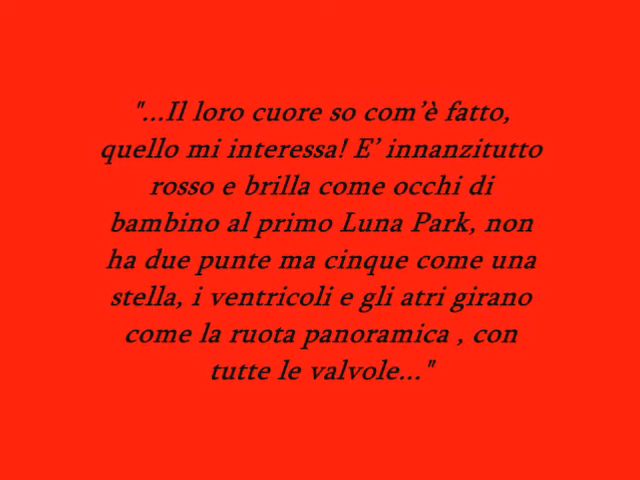 "...Il loro cuore so com’è fatto,
quello mi interessa! E’ innanzitutto
rosso e brilla come occhi di
bambino al primo Luna Park, non
ha due punte ma cinque come una
stella, i ventricoli e gli atri girano
come la ruota panoramica , con
tutte le valvole..."